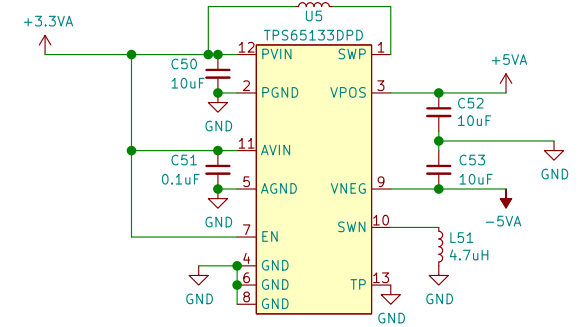 U5
+3.3VA
TPS65133DPD
12 PVIN SWP 1
C50
10uF
+5VA
2 PGND VPOS 3
GND
C52
10uF
11 AVIN
C51
0.1uF
C53
10uF
GND
5 AGND VNEG 9
GND
-5VA
SWN 10
7 EN
L51
4.7uH
4 GND
6 GND
TP 13
GND
GND
8 GND
GND